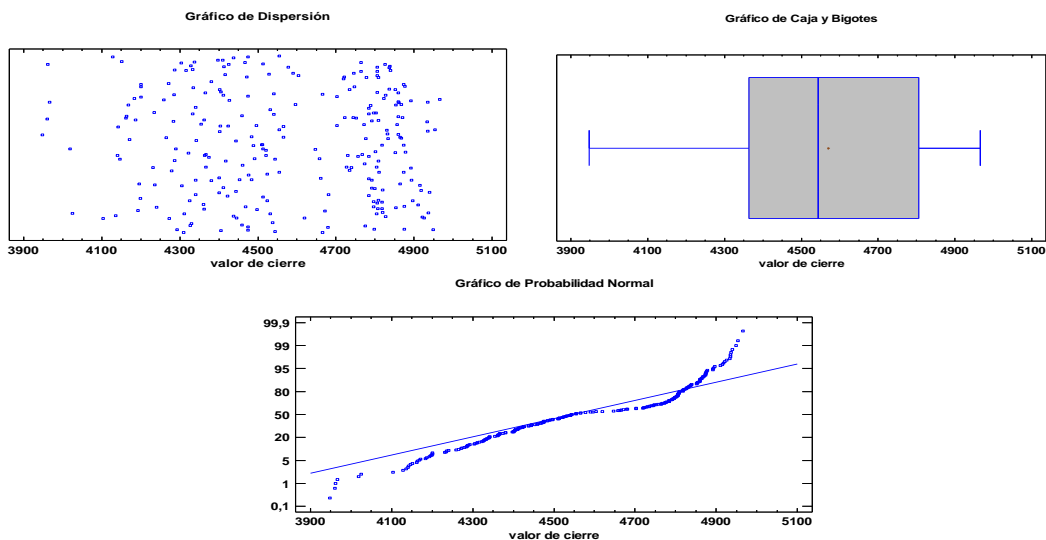 Gráfico de Dispersión
3900 4100 4300 4500 4700 4900 5100
valor de cierre
Gráfico de Caja y Bigotes
3900 4100 4300 4500 4700 4900 5100
valor de cierre
Gráfico de Probabilidad Normal
99,9
99
95
80
50
20
5
1
0,1
3900 4100 4300 4500 4700 4900 5100
valor de cierre